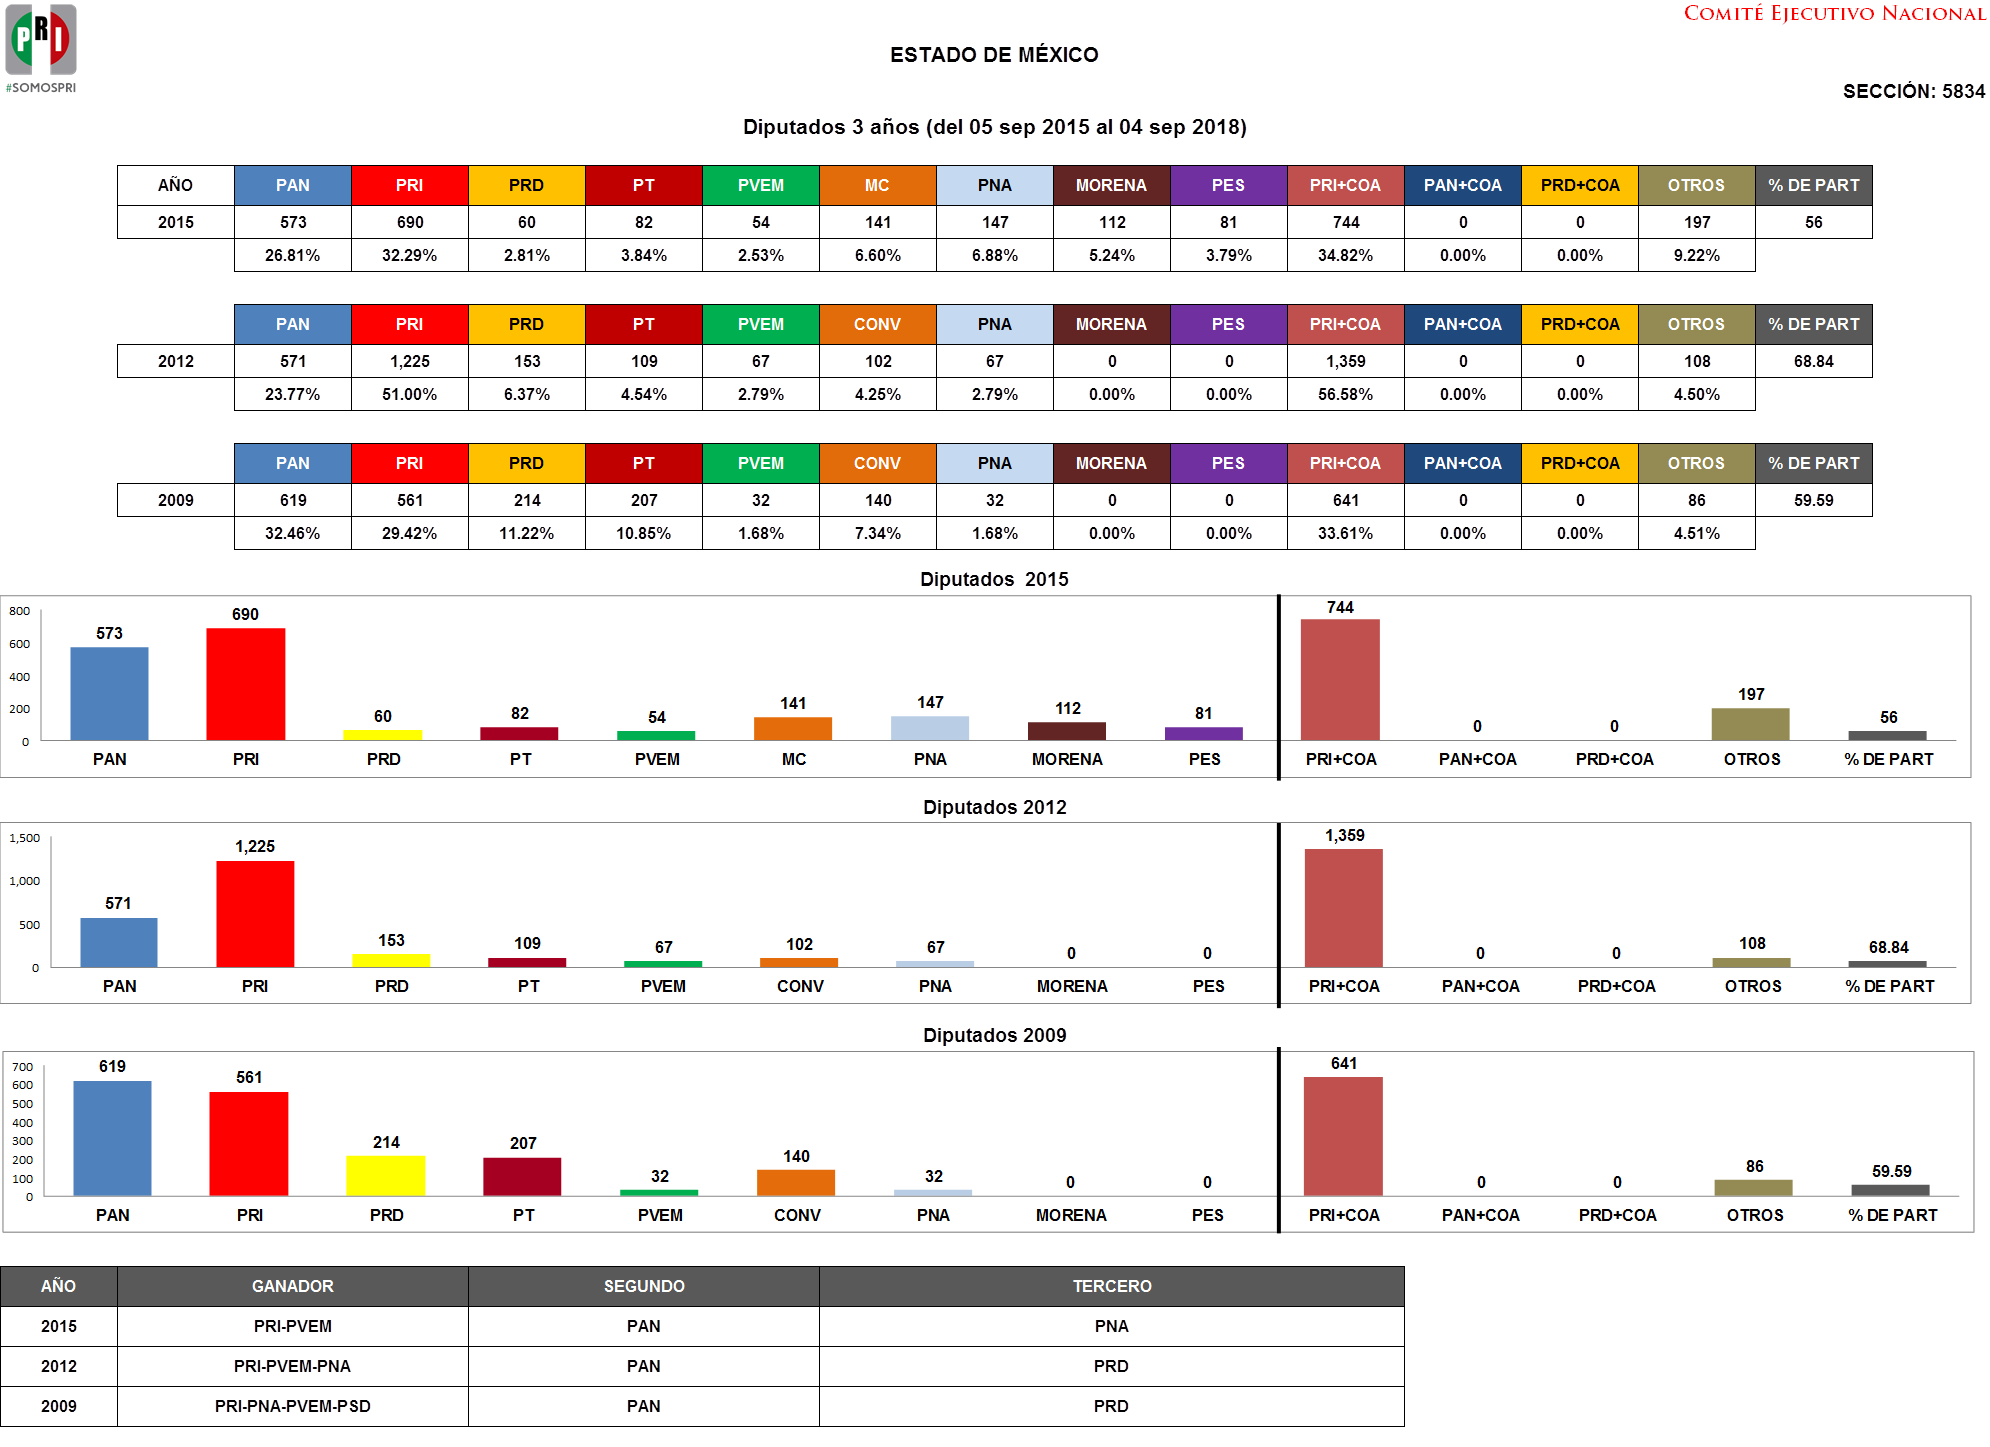 PRI
#SOMOSPRI
COMITÉ EJECUTIVO NACIONAL
ESTADO DE MÉXICO
SECCIÓN: 5834
Diputados 3 años (del 05 sep 2015 al 04 sep 2018)
AÑO PAN PRI PRD PT PVEM MC PNA MORENA PES PRI+COA PAN+COA PRD+COA OTROS % DE PART
2015 573 690 60 82 54 141 147 112 81 744 0 0 197 56
26.81% 32.29% 2.81% 3.84% 2.53% 6.60% 6.88% 5.24% 3.79% 34.82% 0.00% 0.00% 9.22%
PAN PRI PRD PT PVEM CONV PNA MORENA PES PRI+COA PAN+COA PRD+COA OTROS % DE PART
2012 571 1,225 153 109 67 102 67 0 0 1,359 0 0 108 68.84
23.77% 51.00% 6.37% 4.54% 2.79% 4.25% 2.79% 0.00% 0.00% 56.58% 0.00% 0.00% 4.50%
PAN PRI PRD PT PVEM CONV PNA MORENA PES PRI+COA PAN+COA PRD+COA OTROS % DE PART
2009 619 561 214 207 32 140 32 0 0 641 0 0 86 59.59
32.46% 29.42% 11.22% 10.85% 1.68% 7.34% 1.68% 0.00% 0.00% 33.61% 0.00% 0.00% 4.51%
Diputados 2015
800
600
400
200
0
573 690 60 82 54 141 147 112 81 744 0 0 197 56
PAN PRI PRD PT PVEM MC PNA MORENA PES PRI+COA PAN+COA PRD+COA OTROS % DE PART
Diputados 2012
1,500
1,000
500
0
571 1,225 153 109 67 102 67 0 0 1,359 0 0 108 68.84
PAN PRI PRD PT PVEM CONV PNA MORENA PES PRI+COA PAN+COA PRD+COA OTROS % DE PART
Diputados 2009
700
600
500
400
300
200
100
0
619 561 214 207 32 140 32 0 0 641 0 0 86 59.59
PAN PRI PRD PT PVEM CONV PNA MORENA PES PRI+COA PAN+COA PRD+COA OTROS % DE PART
AÑO GANADOR SEGUNDO TERCERO
2015 PRI-PVEM PAN PNA
2012 PRI-PVEM-PNA PAN PRD
2009 PRI-PNA-PVEM-PSD PAN PRD